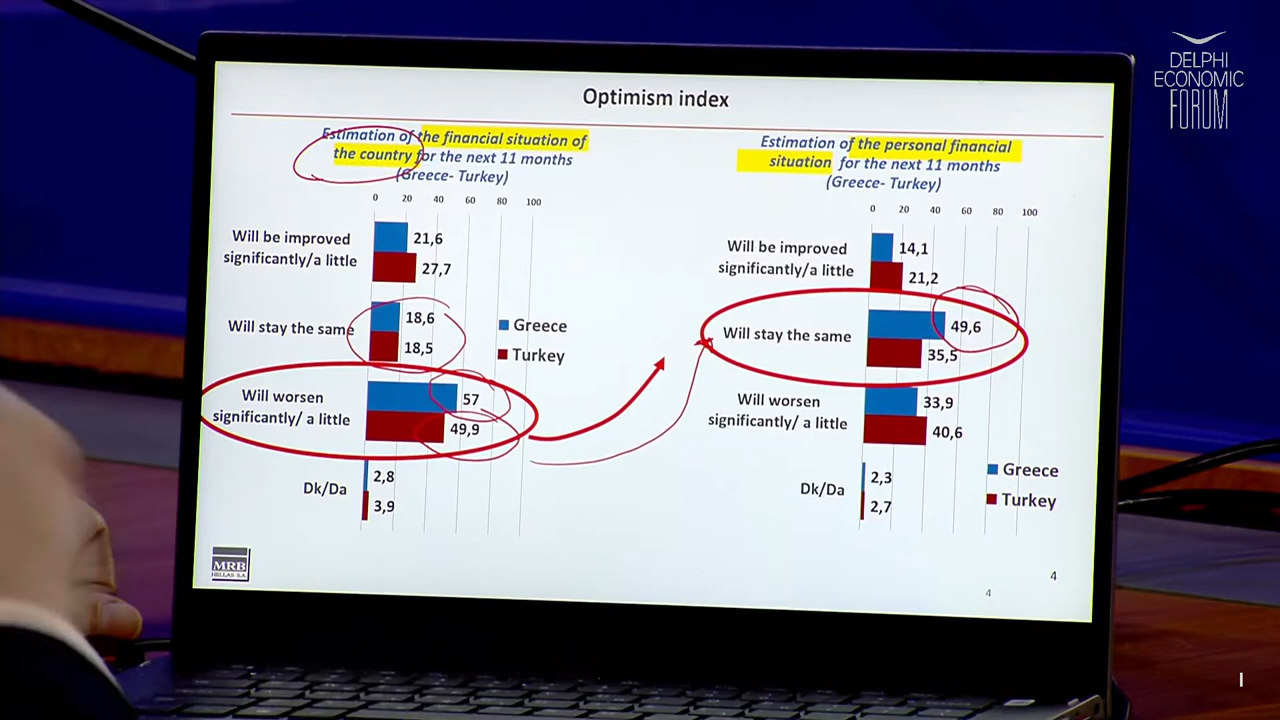 DELPHI
ECONOMIC
FORUM
Optimism index
Estimation of the financial situation of
the country for the next 11 months
(Greece- Turkey)
0 20 40 60 80 100
Will be improved
significantly/a little
21,6
27,7
Will stay the same
18,6
18,5
Greece
Turkey
Will worsen
significantly/ a little
57
49,9
Dk/Da
2,8
3,9
Estimation of the personal financial
situation for the next 11 months
(Greece- Turkey)
0 20 40 60 80 100
Will be improved
significantly/a little
14,1
21,2
Will stay the same
49,6
35,5
Will worsen
significantly/ a little
33,9
40,6
Dk/Da
2,3
2,7
Greece
Turkey
MRB
HELLAS S.A.
4
4